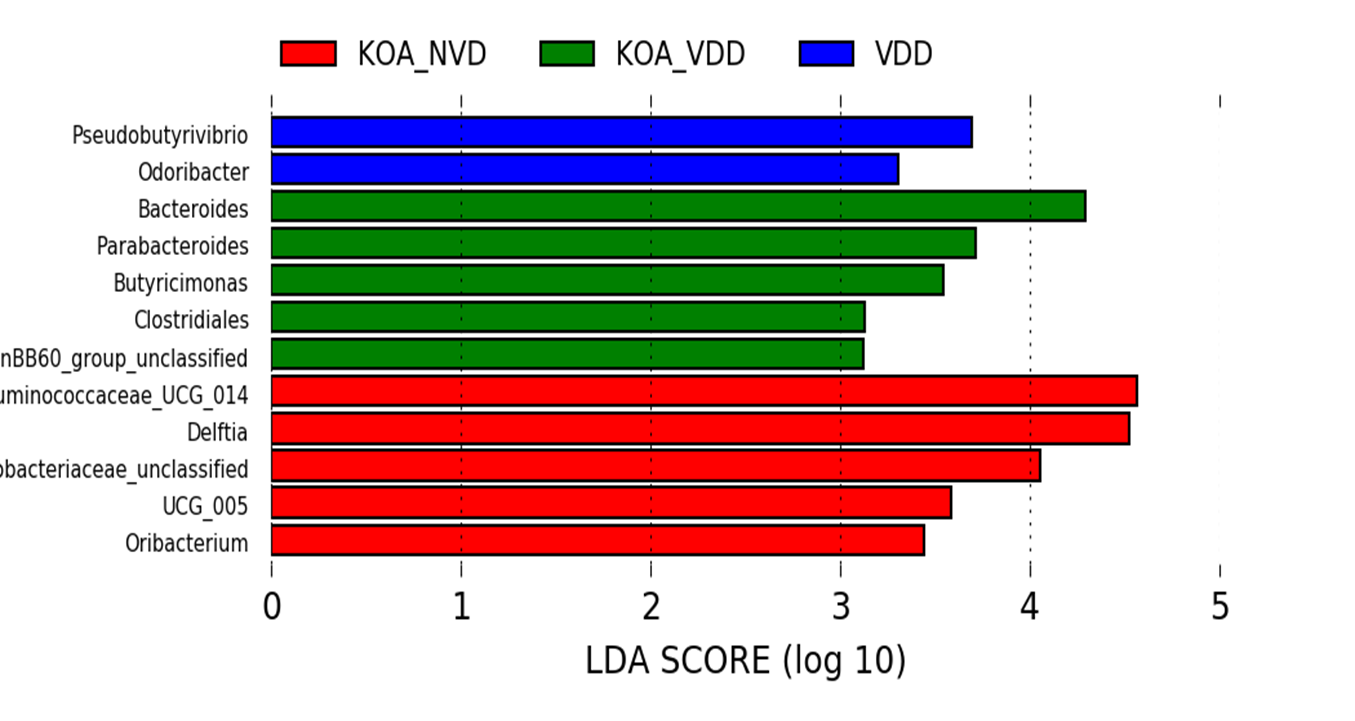 KOA_NVD KOA_VDD VDD
Pseudobutyrivibrio
Odoribacter
Bacteroides
Parabacteroides
Butyricimonas
Clostridiales
nBB60_group_unclassified
uminococcaceae_UCG_014
Delftia
obacteriaceae_unclassified
UCG_005
Oribacterium
0 1 2 3 4 5
LDA SCORE (log 10)